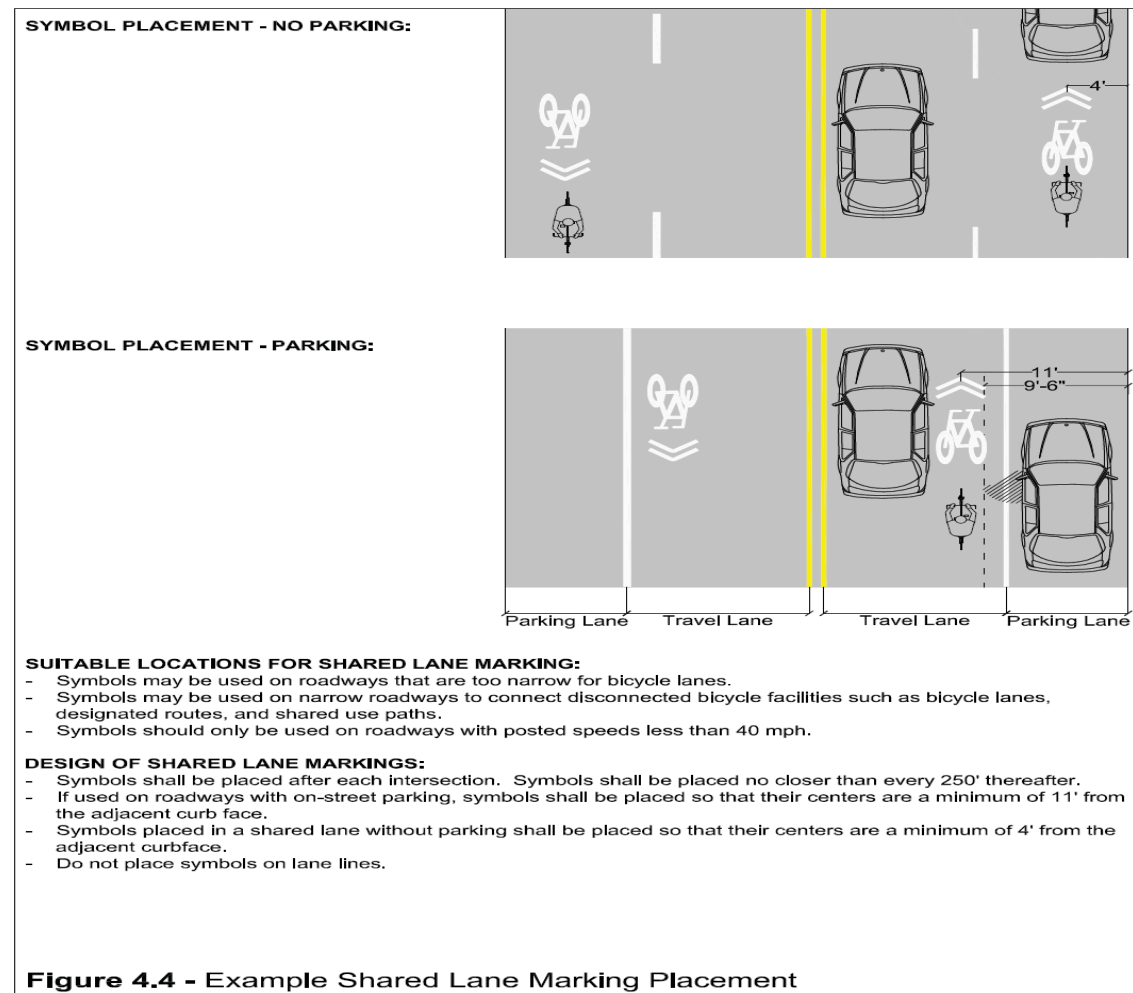 SYMBOL PLACEMENT - NO PARKING:
4'
SYMBOL PLACEMENT - PARKING:
11'
9'-6"
Parking Lane Travel Lane Travel Lane Parking Lane
SUITABLE LOCATIONS FOR SHARED LANE MARKING:
- Symbols may be used on roadways that are too narrow for bicycle lanes.
- Symbols may be used on narrow roadways to connect disconnected bicycle facilities such as bicycle lanes,
designated routes, and shared use paths.
- Symbols should only be used on roadways with posted speeds less than 40 mph.
DESIGN OF SHARED LANE MARKINGS:
- Symbols shall be placed after each intersection. Symbols shall be placed no closer than every 250' thereafter.
- If used on roadways with on-street parking, symbols shall be placed so that their centers are a minimum of 11' from
the adjacent curb face.
- Symbols placed in a shared lane without parking shall be placed so that their centers are a minimum of 4' from the
adjacent curbface.
- Do not place symbols on lane lines.
Figure 4.4 - Example Shared Lane Marking Placement